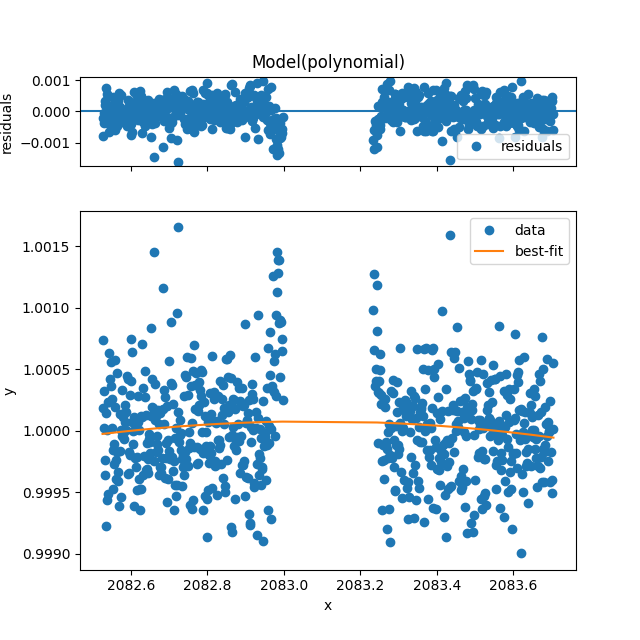 Model(polynomial)
0.001
0.000
−0.001
residuals
residuals
1.0015
1.0010
1.0005
1.0000
0.9995
0.9990
y
data
best-fit
2082.6 2082.8 2083.0 2083.2 2083.4 2083.6
x